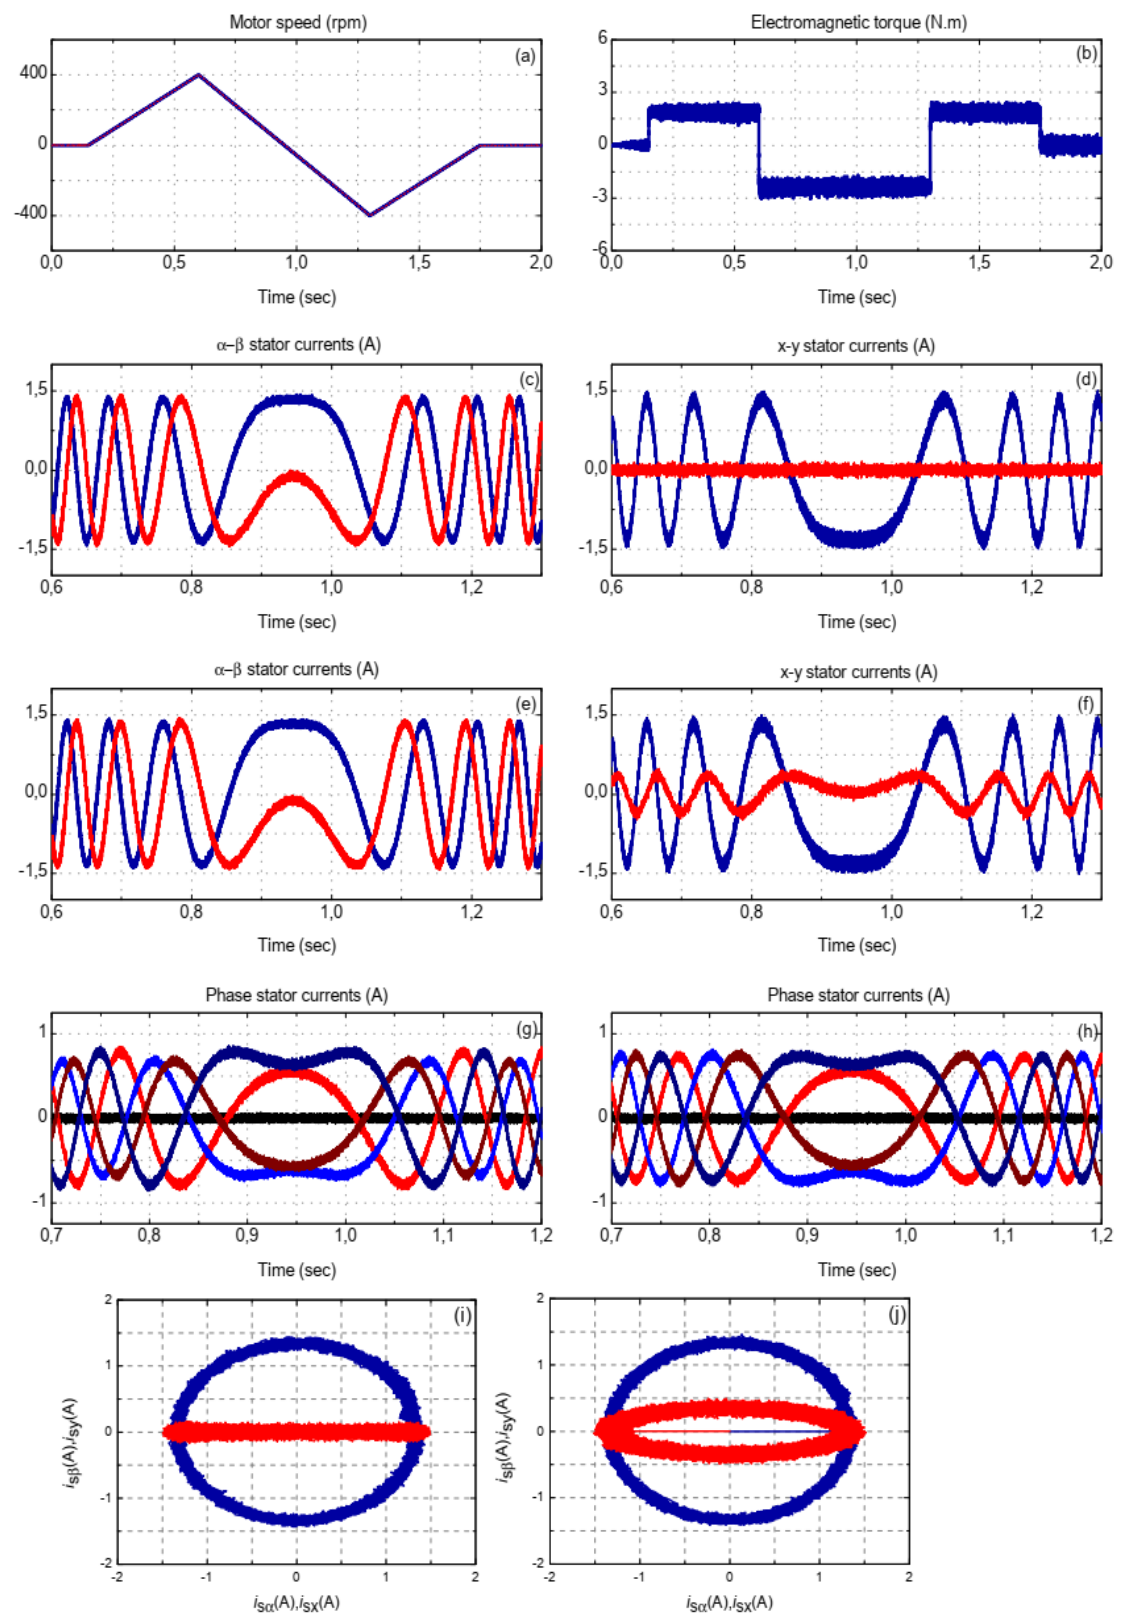 Motor speed (rpm)
(a)
400
0
-400
0,0 0,5 1,0 1,5 2,0
Time (sec)
Electromagnetic torque (N.m)
(b)
6
3
0
-3
-6
0,0 0,5 1,0 1,5 2,0
Time (sec)
α–β stator currents (A)
(c)
1,5
0,0
-1,5
0,6 0,8 1,0 1,2
Time (sec)
x-y stator currents (A)
(d)
1,5
0,0
-1,5
0,6 0,8 1,0 1,2
Time (sec)
α–β stator currents (A)
(e)
1,5
0,0
-1,5
0,6 0,8 1,0 1,2
Time (sec)
x-y stator currents (A)
(f)
1,5
0,0
-1,5
0,6 0,8 1,0 1,2
Time (sec)
Phase stator currents (A)
(g)
1
0
-1
0,7 0,8 0,9 1,0 1,1 1,2
Time (sec)
Phase stator currents (A)
(h)
1
0
-1
0,7 0,8 0,9 1,0 1,1 1,2
Time (sec)
(i)
2
1
0
-1
-2
-2 -1 0 1 2
isβ(A),isy(A)
isα(A),isx(A)
(j)
2
1
0
-1
-2
-2 -1 0 1 2
isβ(A),isy(A)
isα(A),isx(A)